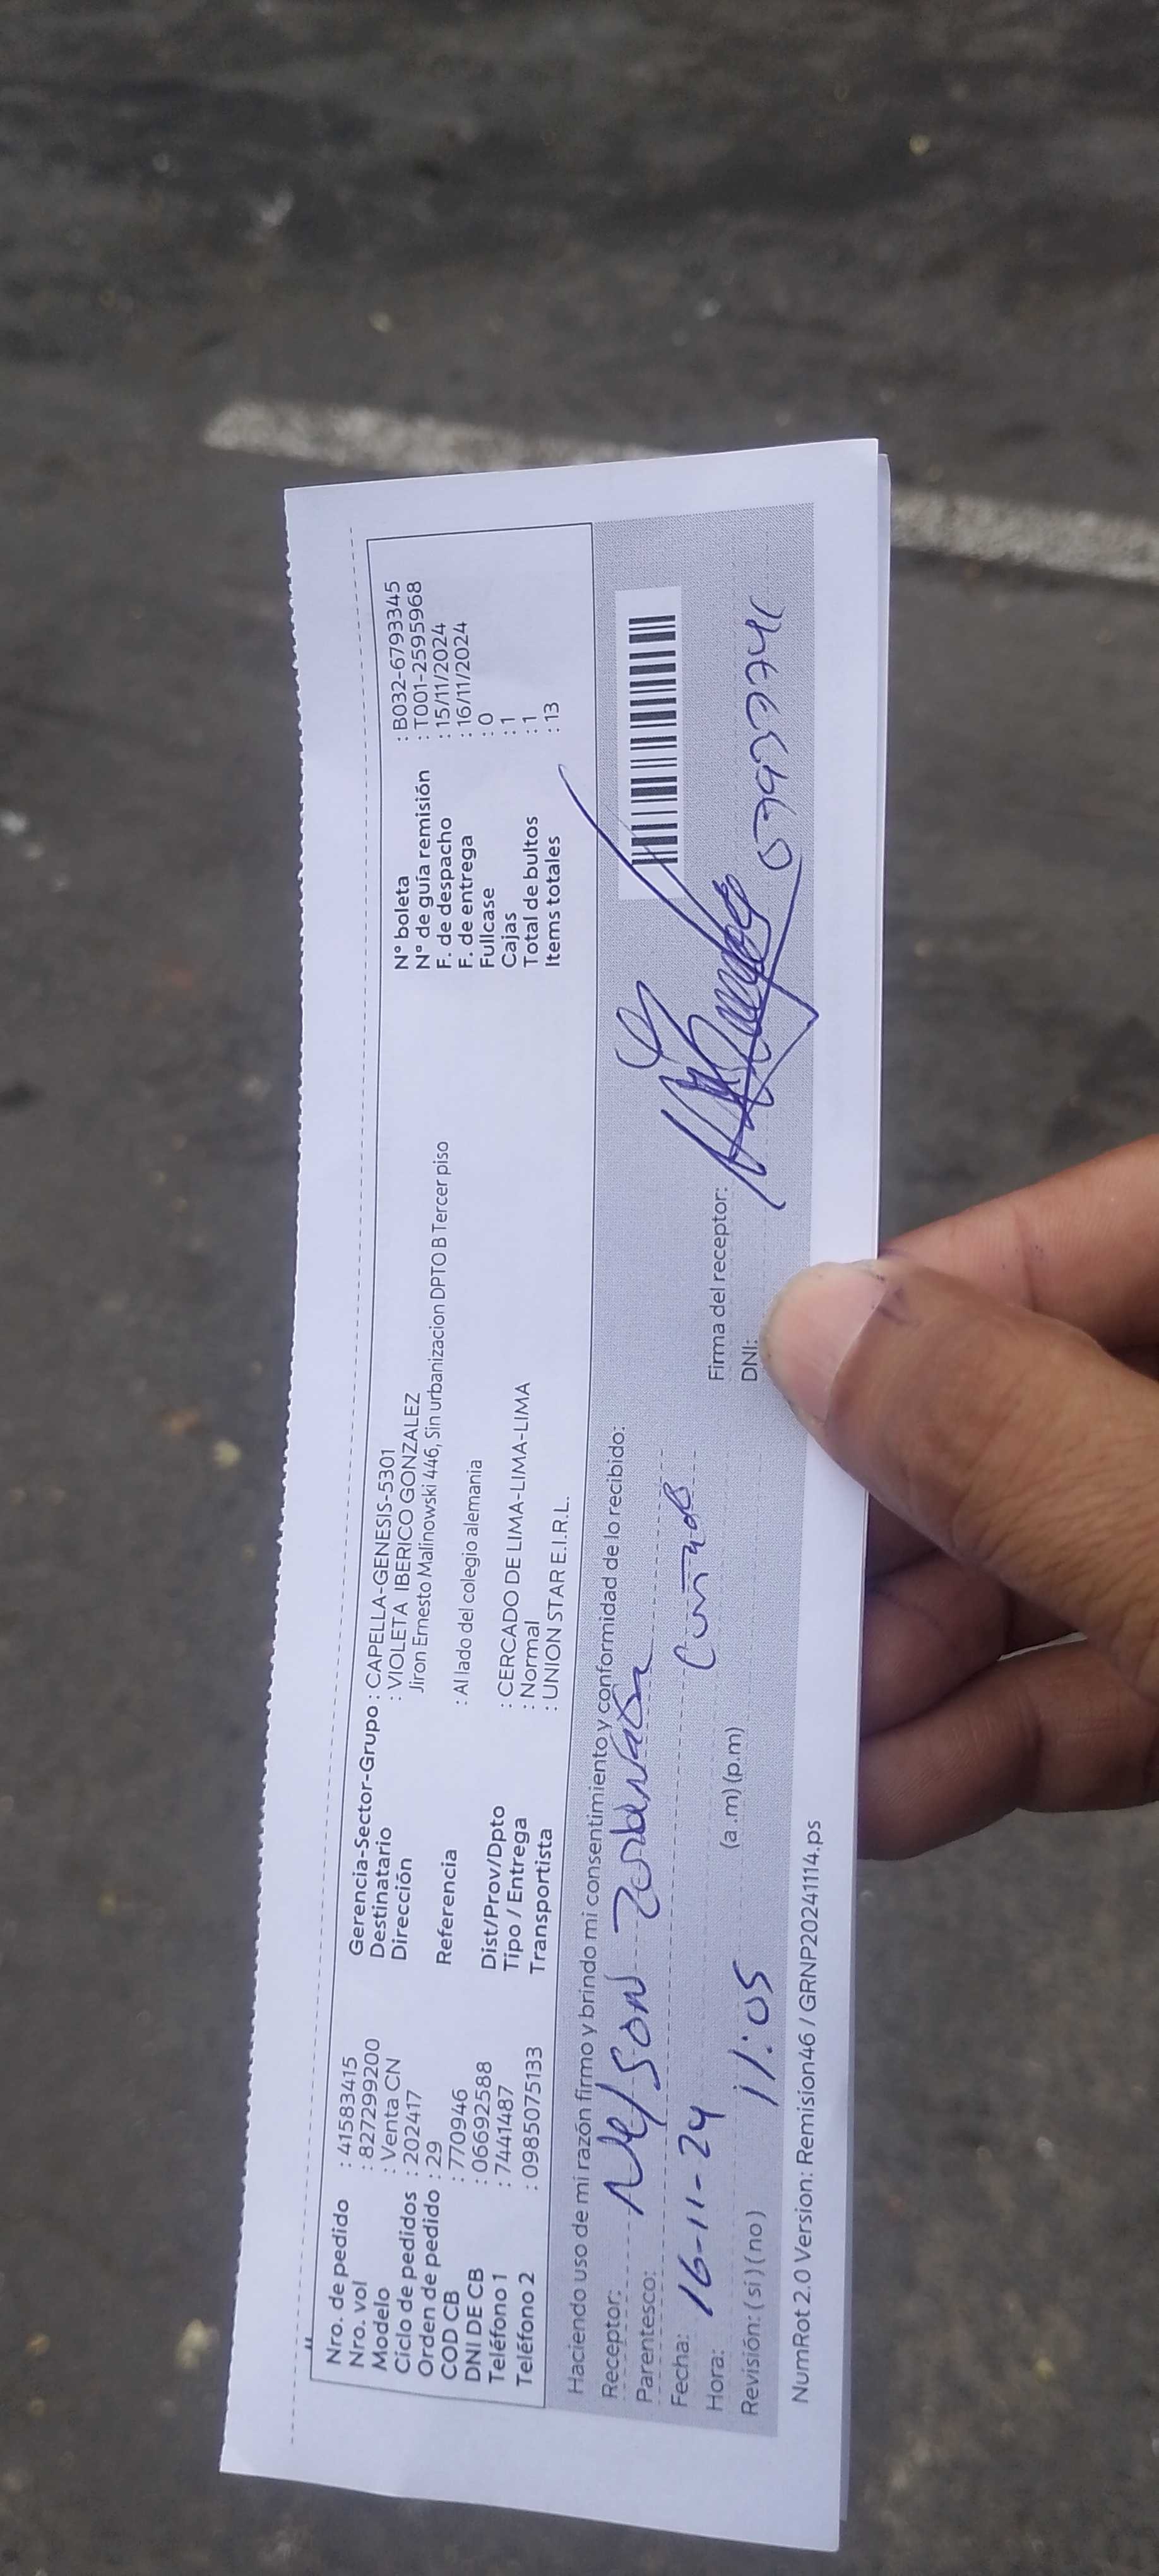 Nro. de pedido : 41583415
Nro. vol : 827299200
Modelo : Venta CN
Ciclo de pedidos : 202417
Orden de pedido : 29
COD CB : 770946
DNI DE CB : 06692588
Teléfono 1 : 7441487
Teléfono 2 : 0985075133
Gerencia-Sector-Grupo : CAPELLA-GENESIS-5301
Destinatario : VIOLETA IBERICO GONZALEZ
Dirección Jiron Ernesto Malinowski 446, Sin urbanizacion DPTO B Tercer piso
Referencia : Al lado del colegio alemania
Dist/Prov/Dpto : CERCADO DE LIMA-LIMA-LIMA
Tipo / Entrega : Normal
Transportista : UNION STAR E.I.R.L.
N° boleta : B032-6793345
N° de guía remisión : T001-2595968
F. de despacho : 15/11/2024
F. de entrega : 16/11/2024
Fullcase : 0
Cajas : 1
Total de bultos : 1
Items totales : 13
Haciendo uso de mi razón firmo y brindo mi consentimiento y conformidad de lo recibido:
Receptor: Nelson
Parentesco: Cuñado
Fecha: 16-11-24
Hora: 11:05 (a.m) (p.m)
Revisión: ( si ) ( no )
Firma del receptor:
DNI:
NumRot 2.0 Version: Remision46 / GRNP20241114.ps